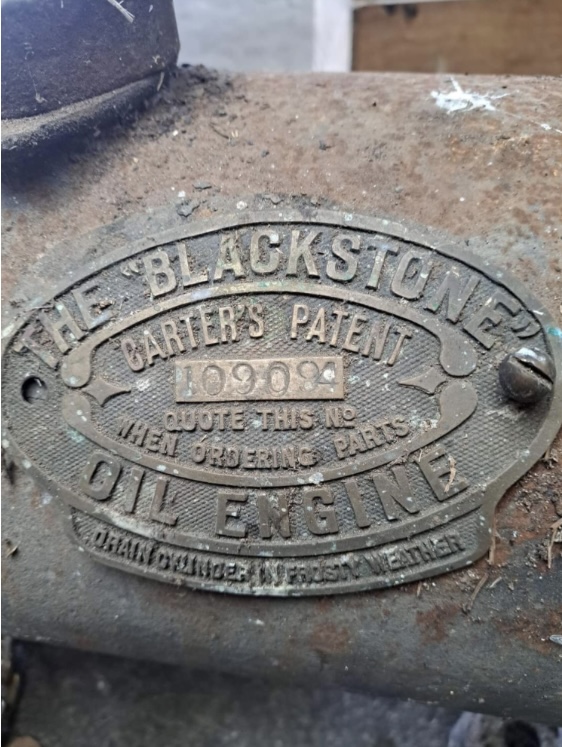 THE "BLACKSTONE"
CARTER'S PATENT
109094
QUOTE THIS No
WHEN ORDERING PARTS
OIL ENGINE
DRAIN CYLINDER IN FROSTY WEATHER